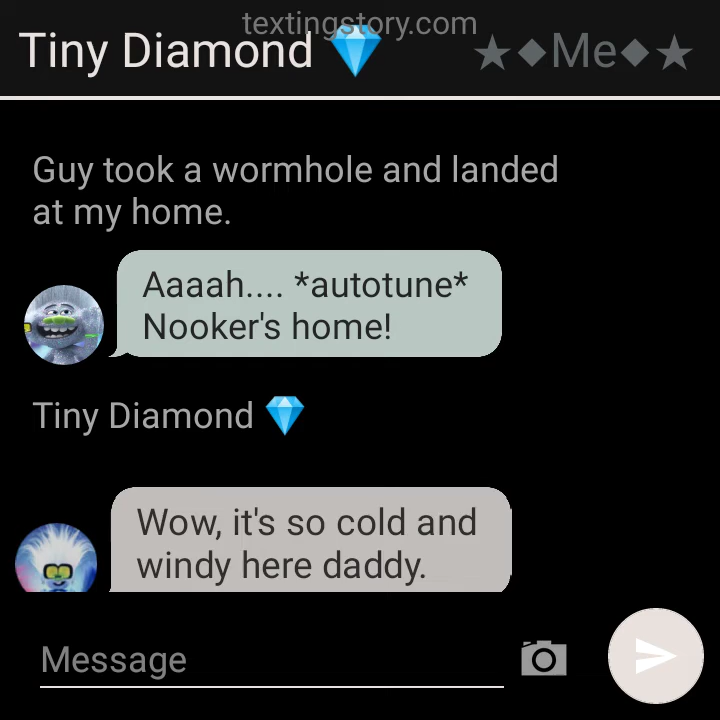 textingstory.com
Tiny Diamond 💎
★◆Me◆★
Guy took a wormhole and landed
at my home.
Aaaah.... *autotune*
Nooker's home!
Tiny Diamond 💎
Wow, it's so cold and
windy here daddy.
Message